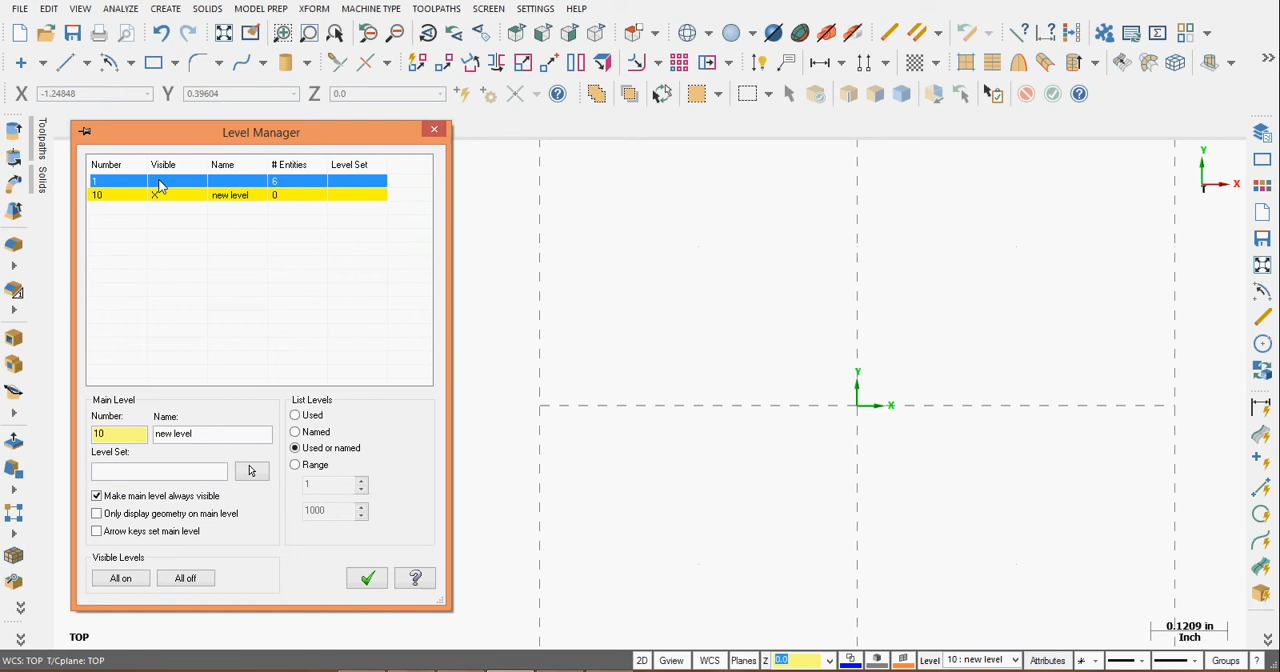 FILE EDIT VIEW ANALYZE CREATE SOLIDS MODEL PREP XFORM MACHINE TYPE TOOLPATHS SCREEN SETTINGS HELP
X -1.24848 Y 0.39604 Z 0.0
Toolpaths
Solids
Level Manager
Number Visible Name # Entities Level Set
1 6
10 X new level 0
Main Level
Number: Name:
10 new level
Level Set:
Make main level always visible
Only display geometry on main level
Arrow keys set main level
List Levels
Used
Named
Used or named
Range
1
1000
Visible Levels
All on All off
Y
X
Y
X
0.1209 in
Inch
TOP
WCS: TOP T/Cplane: TOP 2D Gview WCS Planes Z 0.0 Level 10 : new level Attributes Groups ?